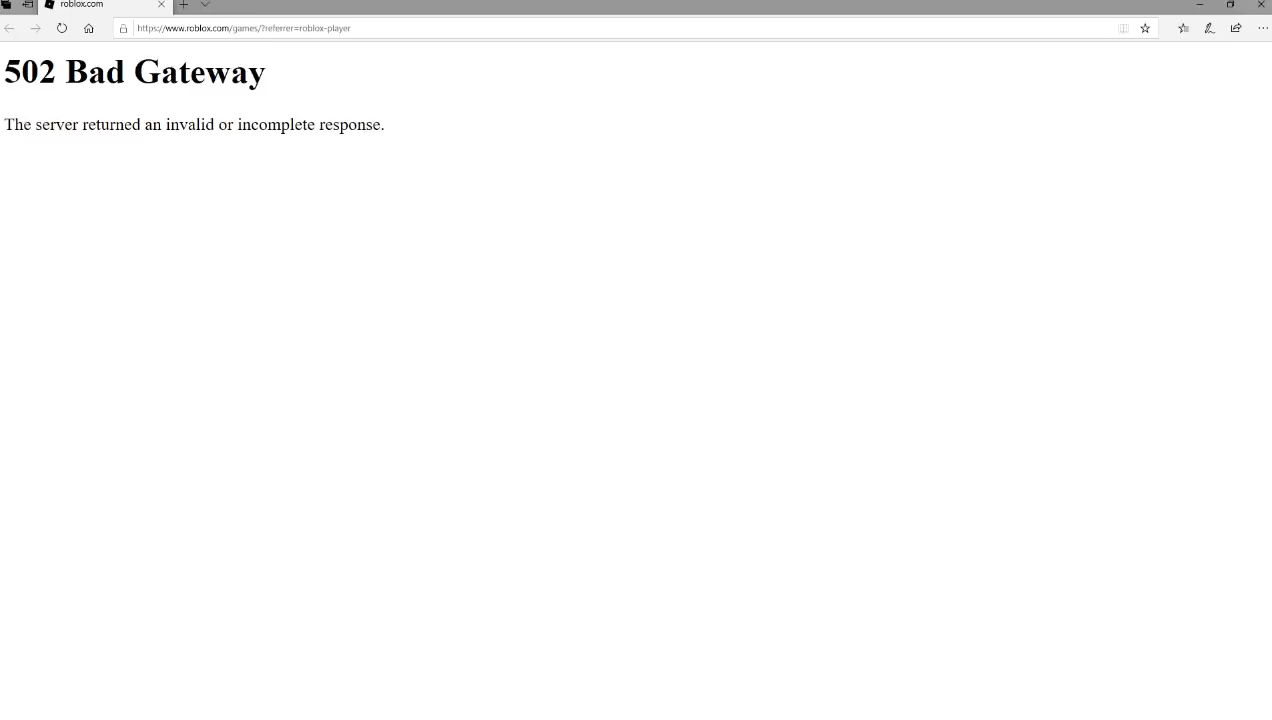 roblox.com
https://www.roblox.com/games/?referrer=roblox-player
502 Bad Gateway
The server returned an invalid or incomplete response.